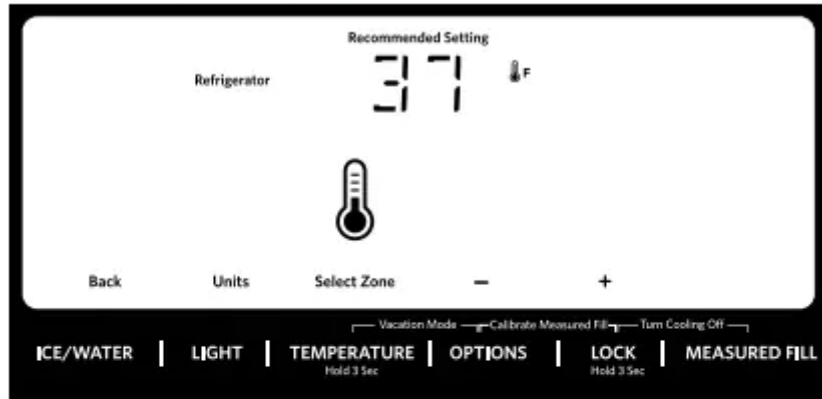 Recommended Setting
Refrigerator 37 F
Back Units Select Zone − +
Vacation Mode Calibrate Measured Fill Turn Cooling Off
ICE/WATER LIGHT TEMPERATURE OPTIONS LOCK MEASURED FILL
Hold 3 Sec Hold 3 Sec